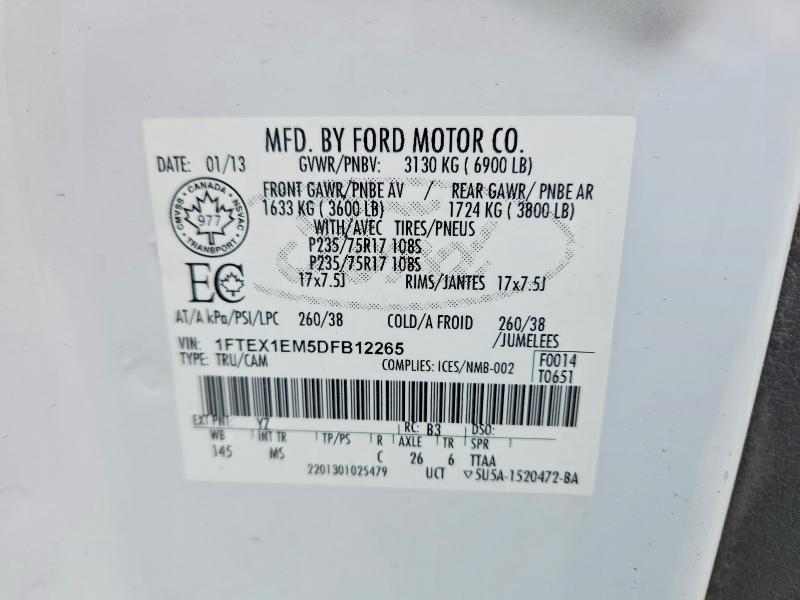 MFD. BY FORD MOTOR CO.
DATE: 01/13 GVWR/PNBV: 3130 KG ( 6900 LB)
FRONT GAWR/PNBE AV / REAR GAWR/ PNBE AR
1633 KG ( 3600 LB) 1724 KG ( 3800 LB)
WITH/AVEC TIRES/PNEUS
P235/75R17 108S
P235/75R17 108S
17x7.5J RIMS/JANTES 17x7.5J
CANADA
CMVSS NSVAC
977
TRANSPORT
EC
AT/A kPa/PSI/LPC 260/38 COLD/A FROID 260/38
/JUMELEES
VIN: 1FTEX1EM5DFB12265
TYPE: TRU/CAM COMPLIES: ICES/NMB-002
F0014
T0651
EXT PNT: YZ RC: B3 DSO:
WB INT TR TP/PS R AXLE TR SPR
145 MS C 26 6 TTAA
2201301025479 UCT ▽5U5A-1520472-BA